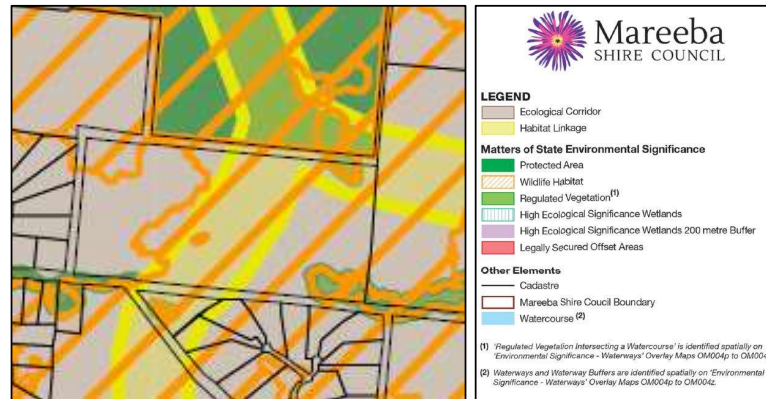 Mareeba
SHIRE COUNCIL
LEGEND
Ecological Corridor
Habitat Linkage
Matters of State Environmental Significance
Protected Area
Wildlife Habitat
Regulated Vegetation(1)
High Ecological Significance Wetlands
High Ecological Significance Wetlands 200 metre Buffer
Legally Secured Offset Areas
Other Elements
Cadastre
Mareeba Shire Coucil Boundary
Watercourse (2)
(1) 'Regulated Vegetation Intersecting a Watercourse' is identified spatially on
'Environmental Significance - Waterways' Overlay Maps OM004p to OM004
(2) Waterways and Waterway Buffers are identified spatially on 'Environmental
Significance - Waterways' Overlay Maps OM004p to OM004z.